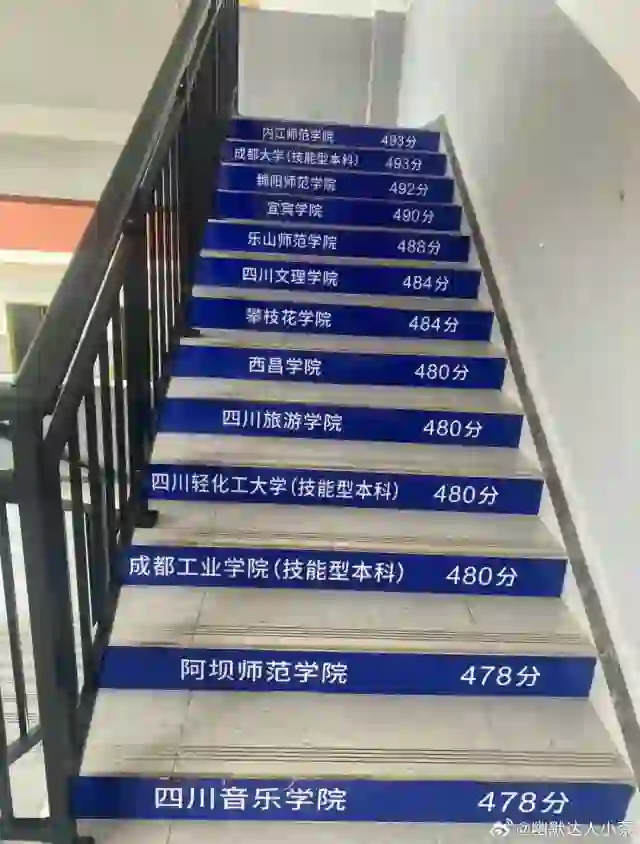 内江师范学院 493分
成都大学(技能型本科) 493分
绵阳师范学院 492分
宜宾学院 490分
乐山师范学院 488分
四川文理学院 484分
攀枝花学院 484分
西昌学院 480分
四川旅游学院 480分
四川轻化工大学(技能型本科) 480分
成都工业学院(技能型本科) 480分
阿坝师范学院 478分
四川音乐学院 478分
@幽默达人小奈